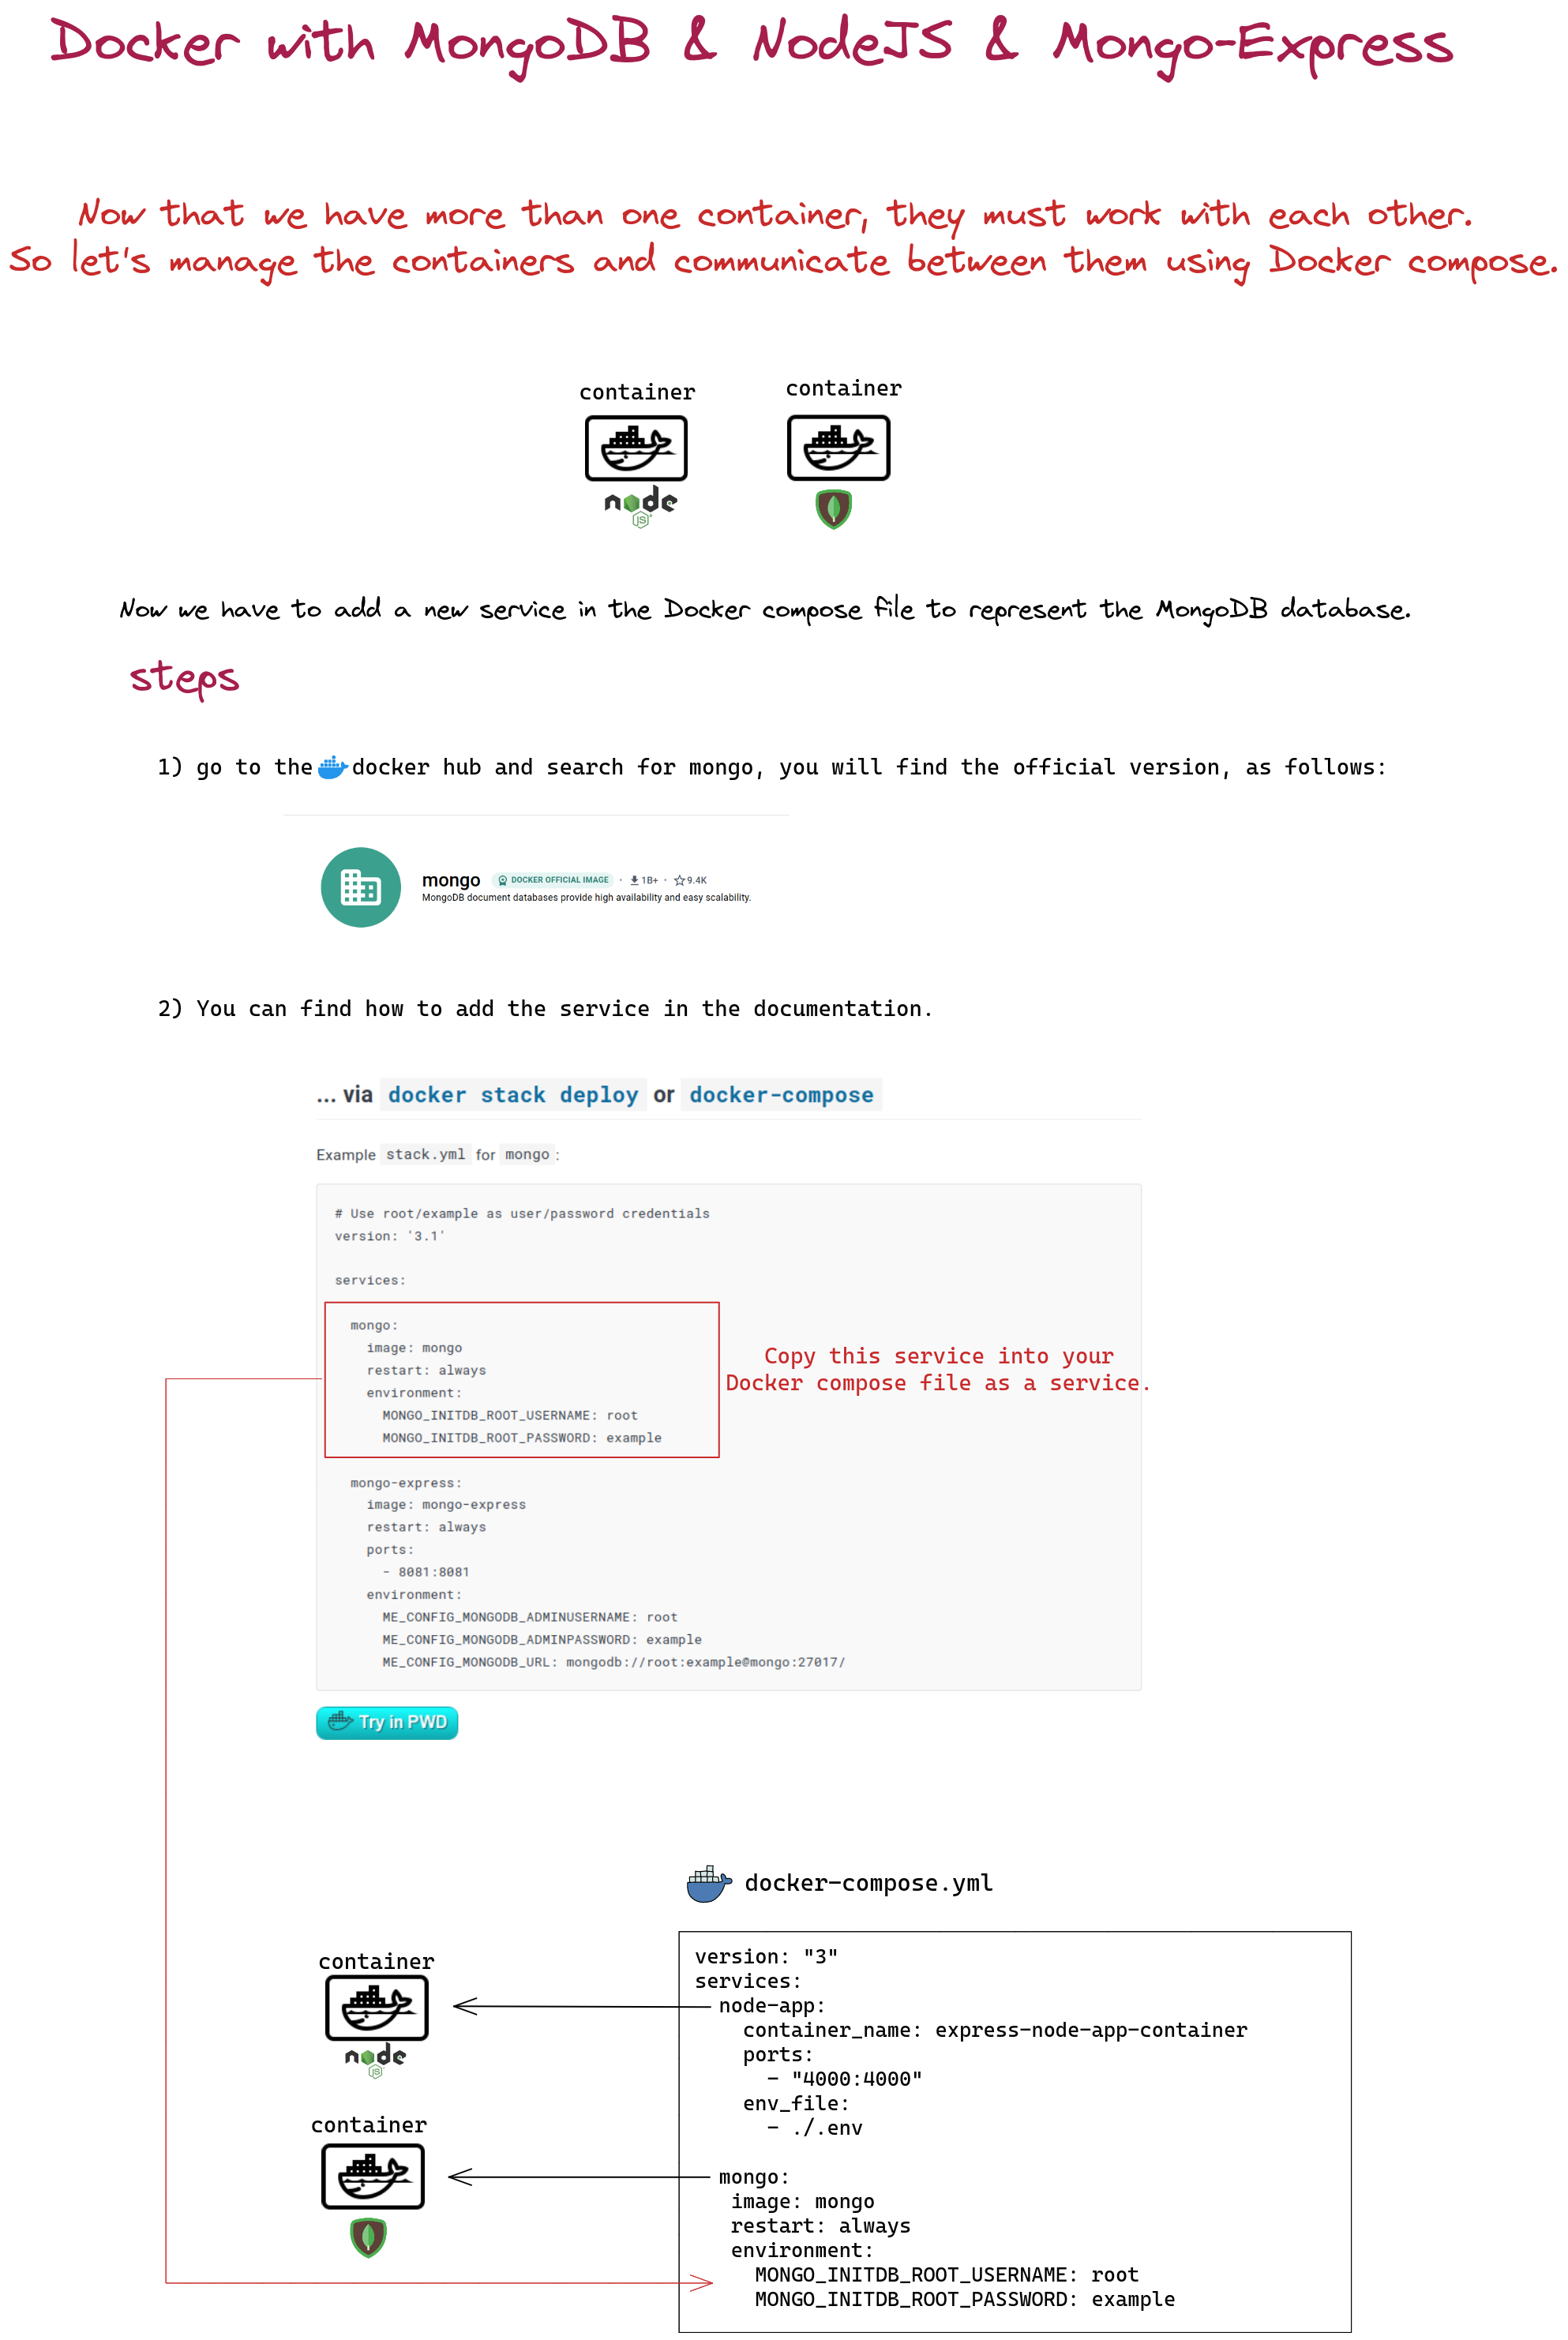 Docker with MongoDB & NodeJS & Mongo-Express
Now that we have more than one container, they must work with each other.
So let's manage the containers and communicate between them using Docker compose.
container
container
node
JS
Now we have to add a new service in the Docker compose file to represent the MongoDB database.
steps
1) go to the docker hub and search for mongo, you will find the official version, as follows:
mongo DOCKER OFFICIAL IMAGE · 1B+ · 9.4K
MongoDB document databases provide high availability and easy scalability.
2) You can find how to add the service in the documentation.
... via docker stack deploy or docker-compose
Example stack.yml for mongo :
# Use root/example as user/password credentials
version: '3.1'
services:
mongo:
image: mongo
restart: always
environment:
MONGO_INITDB_ROOT_USERNAME: root
MONGO_INITDB_ROOT_PASSWORD: example
Copy this service into your
Docker compose file as a service.
mongo-express:
image: mongo-express
restart: always
ports:
- 8081:8081
environment:
ME_CONFIG_MONGODB_ADMINUSERNAME: root
ME_CONFIG_MONGODB_ADMINPASSWORD: example
ME_CONFIG_MONGODB_URL: mongodb://root:example@mongo:27017/
Try in PWD
docker-compose.yml
container
node
JS
container
version: "3"
services:
node-app:
container_name: express-node-app-container
ports:
- "4000:4000"
env_file:
- ./.env
mongo:
image: mongo
restart: always
environment:
MONGO_INITDB_ROOT_USERNAME: root
MONGO_INITDB_ROOT_PASSWORD: example